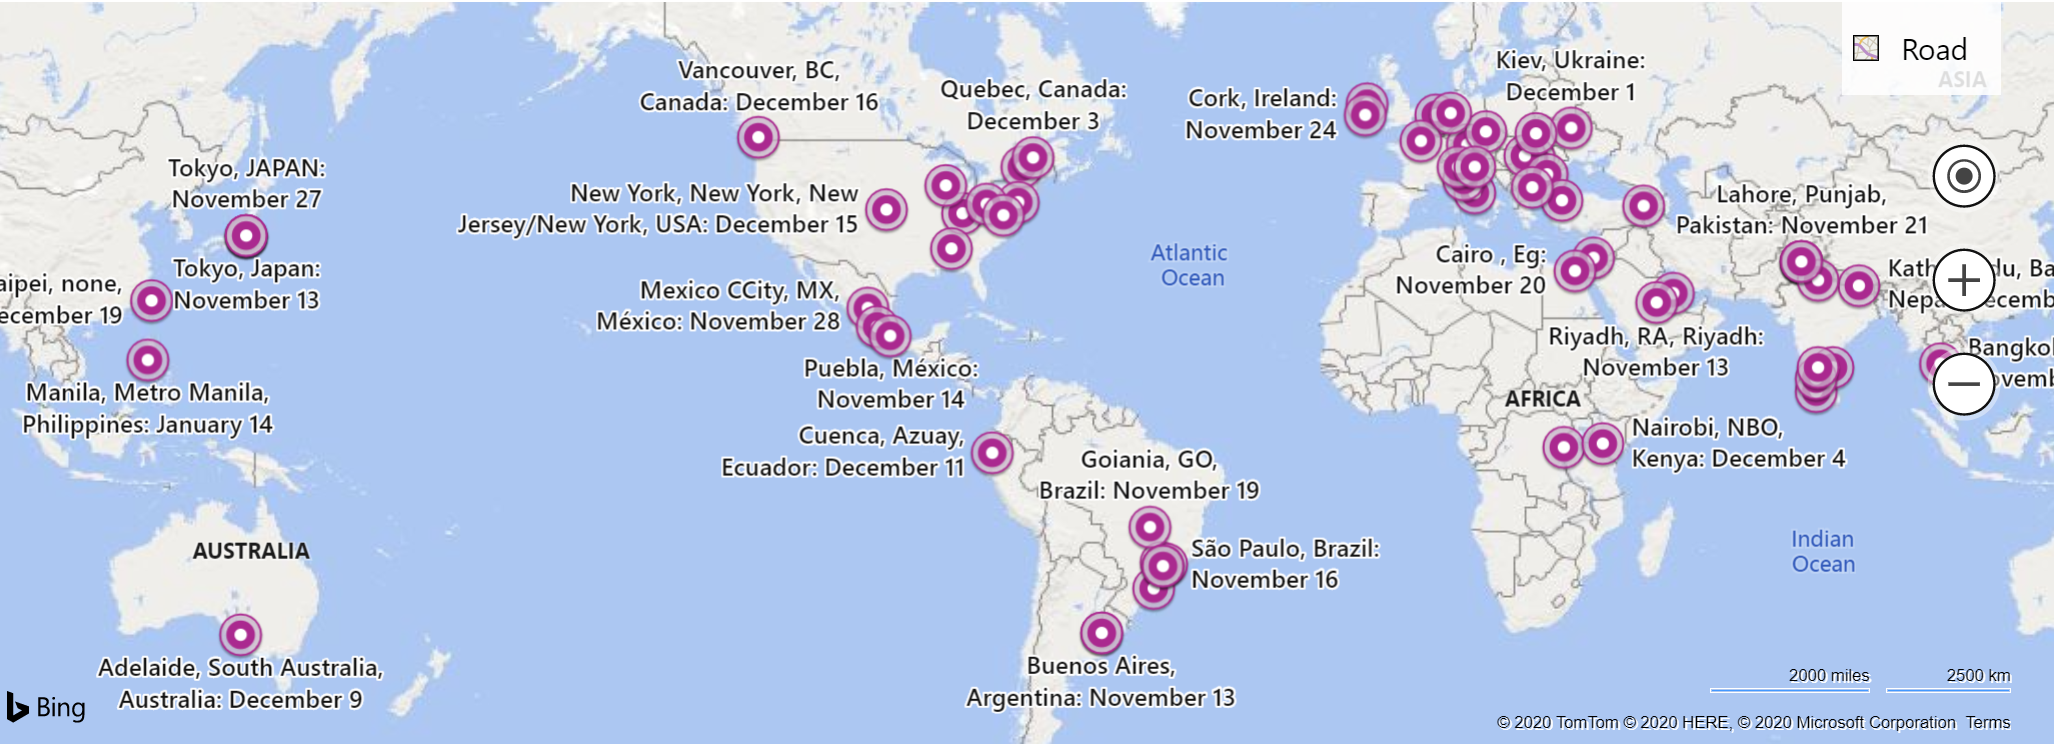 Road
ASIA
Kiev, Ukraine:
December 1
Vancouver, BC,
Canada: December 16
Quebec, Canada:
December 3
Cork, Ireland:
November 24
Tokyo, JAPAN:
November 27
New York, New York, New
Jersey/New York, USA: December 15
Lahore, Punjab,
Pakistan: November 21
Atlantic
Ocean
Cairo , Eg:
November 20
Tokyo, Japan:
November 13
none,
19
Mexico CCity, MX,
México: November 28
Riyadh, RA, Riyadh:
November 13
Manila, Metro Manila,
Philippines: January 14
Puebla, México:
November 14
AFRICA
Cuenca, Azuay,
Ecuador: December 11
Nairobi, NBO,
Kenya: December 4
Goiania, GO,
Brazil: November 19
São Paulo, Brazil:
November 16
AUSTRALIA
Indian
Ocean
Adelaide, South Australia,
Australia: December 9
Buenos Aires,
Argentina: November 13
2000 miles 2500 km
Bing
© 2020 TomTom © 2020 HERE, © 2020 Microsoft Corporation Terms